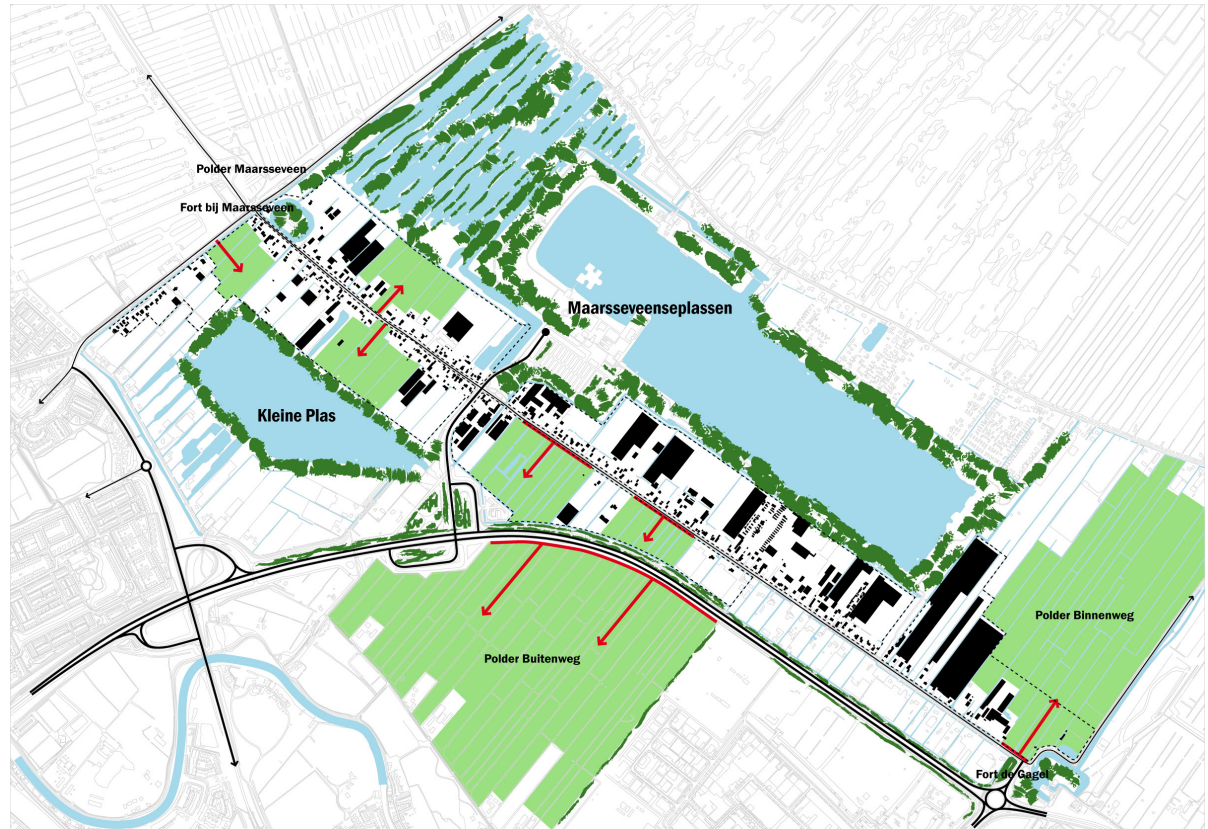 Polder Maarsseveen
Fort bij Maarsseveen
Maarsseveenseplassen
Kleine Plas
Polder Binnenweg
Polder Buitenweg
Fort de Gagel